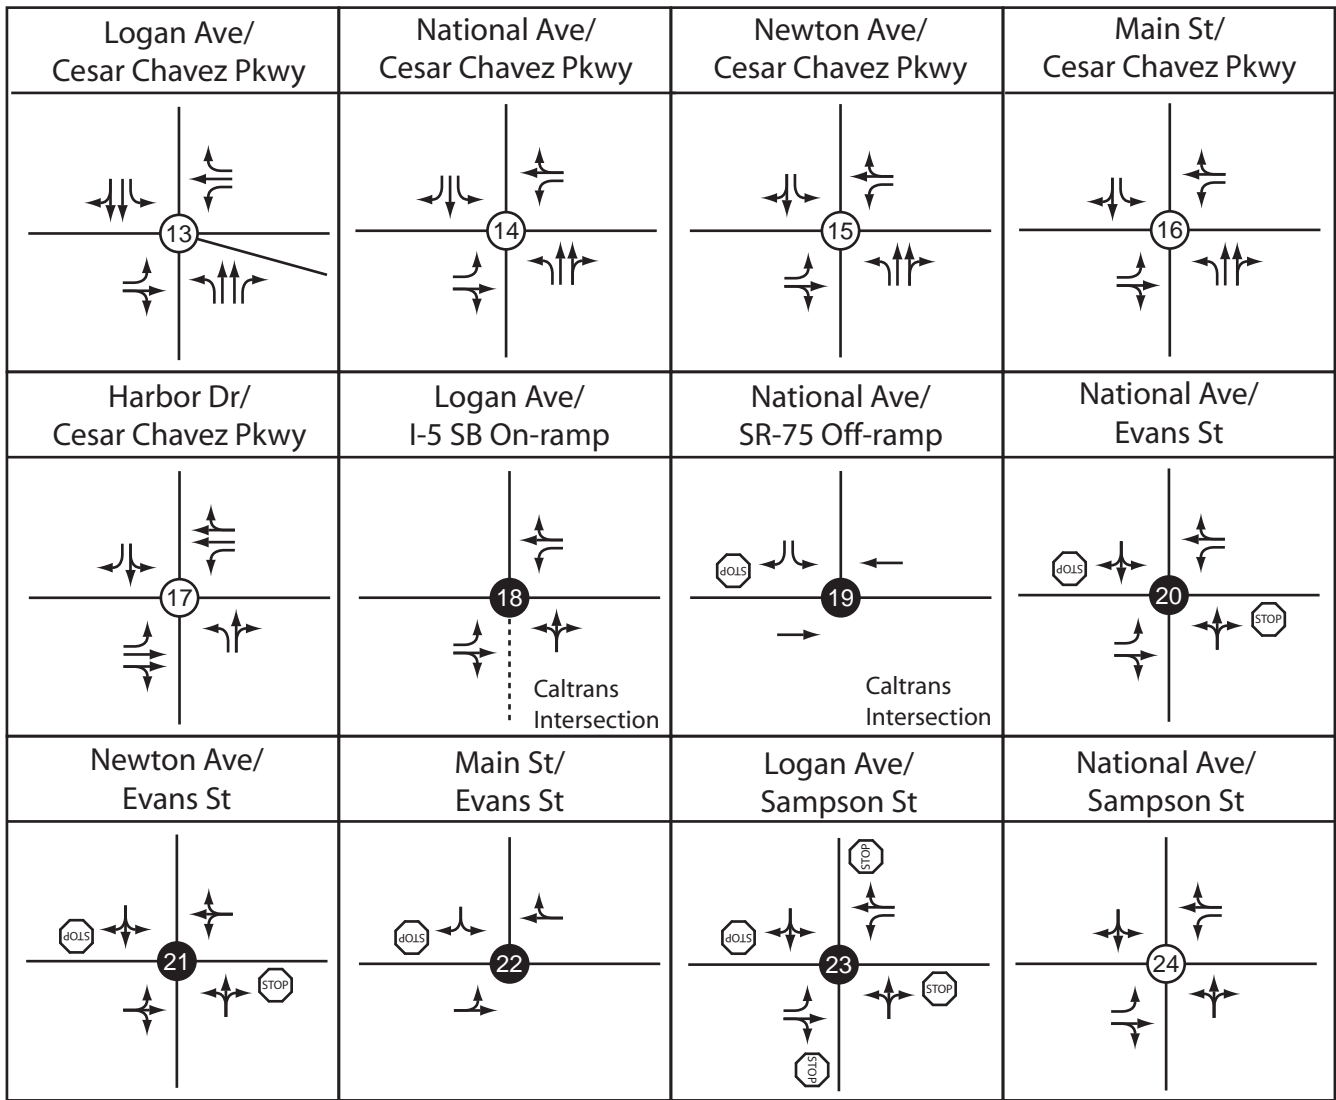 Logan Ave/
Cesar Chavez Pkwy
National Ave/
Cesar Chavez Pkwy
Newton Ave/
Cesar Chavez Pkwy
Main St/
Cesar Chavez Pkwy
13
14
15
16
Harbor Dr/
Cesar Chavez Pkwy
Logan Ave/
I-5 SB On-ramp
National Ave/
SR-75 Off-ramp
National Ave/
Evans St
17
18
Caltrans
Intersection
STOP
19
Caltrans
Intersection
STOP
20
STOP
Newton Ave/
Evans St
Main St/
Evans St
Logan Ave/
Sampson St
National Ave/
Sampson St
STOP
21
STOP
STOP
22
STOP
STOP
23
STOP
STOP
24